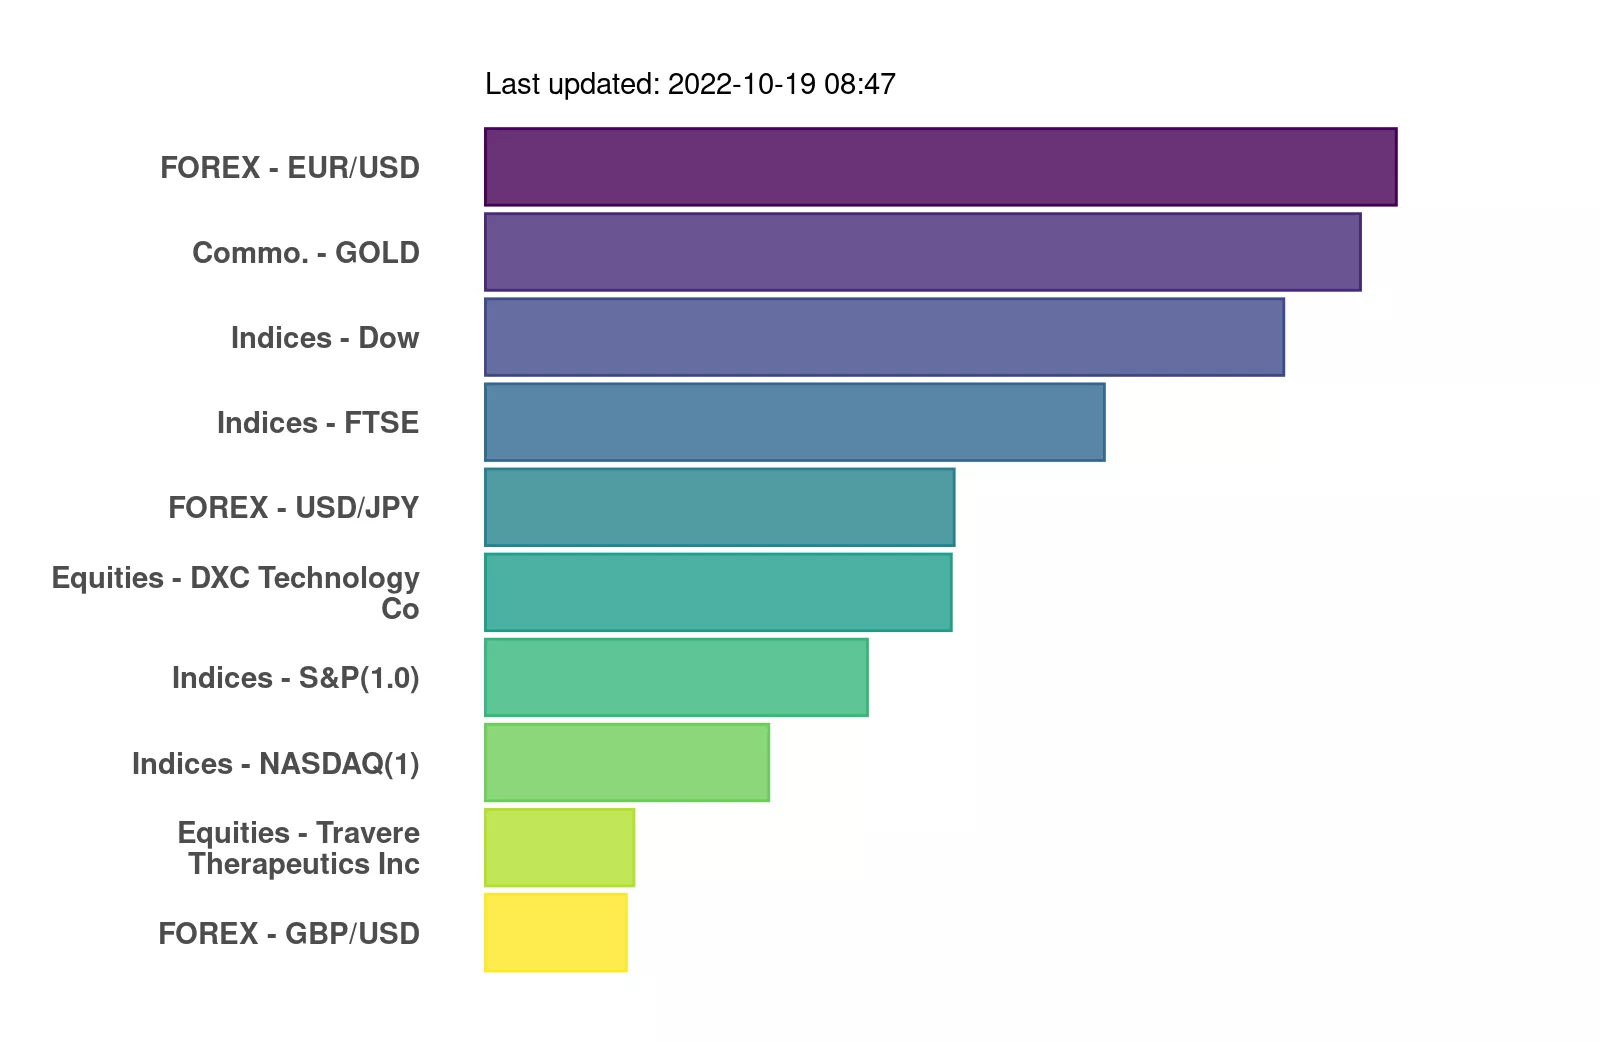 Last updated: 2022-10-19 08:47
FOREX - EUR/USD
Commo. - GOLD
Indices - Dow
Indices - FTSE
FOREX - USD/JPY
Equities - DXC Technology
Co
Indices - S&P(1.0)
Indices - NASDAQ(1)
Equities - Travere
Therapeutics Inc
FOREX - GBP/USD